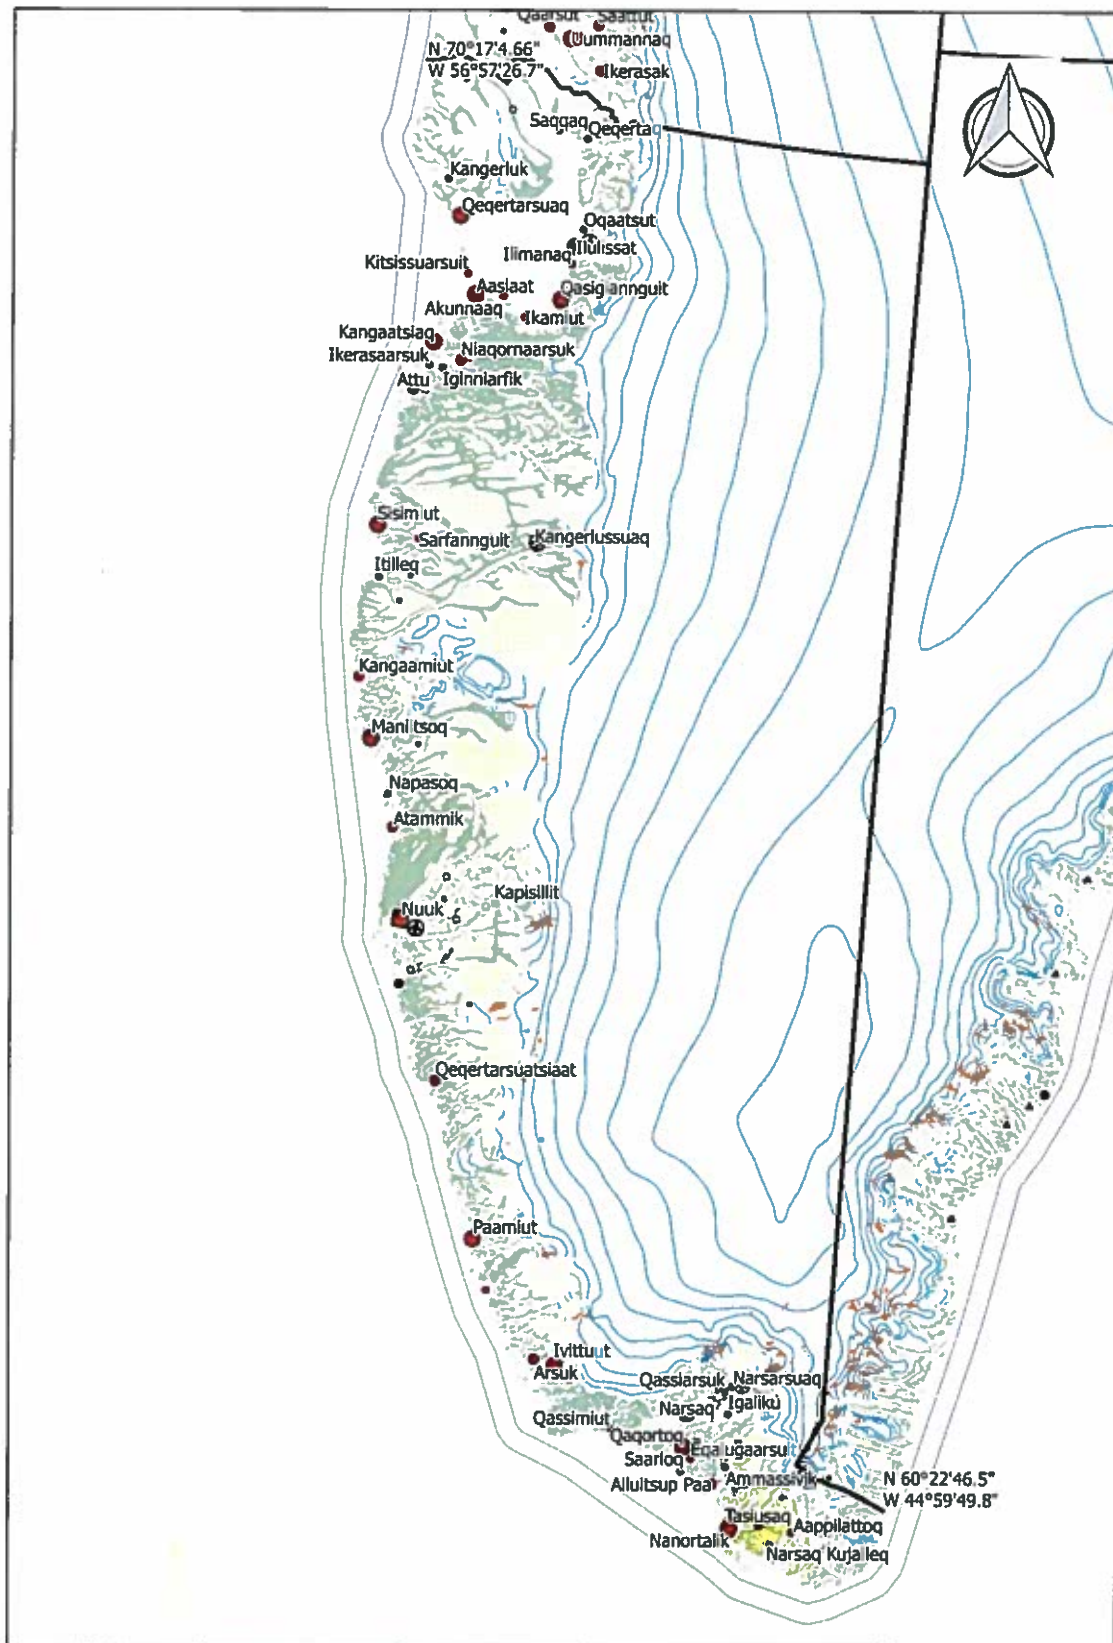 Qaarsut Saattut
Uummannaq
N 70°17'4.66"
W 56°57'26.7"
Ikerasak
Saqqaq
Qeqertaq
Kangerluk
Qeqertarsuaq
Oqaatsut
Ilulissat
Ilimanaq
Kitsissuarsuit
Aasiaat
Qasigiannguit
Akunnaaq
Ikamiut
Kangaatsiaq
Niaqornaarsuk
Ikerasaarsuk
Iginniarfik
Attu
Sisimiut
Sarfannguit
Kangerlussuaq
Itilleq
Kangaamiut
Maniitsoq
Napasoq
Atammik
Kapisillit
Nuuk
Qeqertarsuatsiaat
Paamiut
Ivittuut
Arsuk
Qassiarsuk
Narsarsuaq
Igaliku
Narsaq
Qassimiut
Qaqortoq
Eqalugaarsuit
Saarloq
Alluitsup Paa
Ammassivik
N 60°22'46.5"
W 44°59'49.8"
Tasiusaq
Aappilattoq
Nanortalik
Narsaq Kujalleq